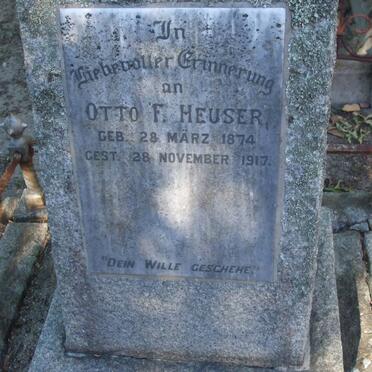 In
Liebevoller Erinnerung
an
OTTO F. HEUSER,
GEB. 28 MÄRZ 1874
GEST. 28 NOVEMBER 1917.
"DEIN WILLE GESCHEHE."